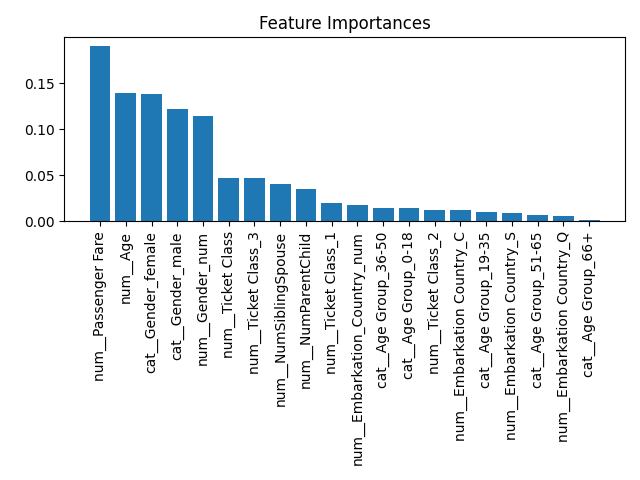 Feature Importances
0.15
0.10
0.05
0.00
num__Passenger Fare
num__Age
cat__Gender_female
cat__Gender_male
num__Gender_num
num__Ticket Class
num__Ticket Class_3
num__NumSiblingSpouse
num__NumParentChild
num__Ticket Class_1
num__Embarkation_Country_num
cat__Age Group_36-50
cat__Age Group_0-18
num__Ticket Class_2
num__Embarkation Country_C
cat__Age Group_19-35
num__Embarkation Country_S
cat__Age Group_51-65
num__Embarkation Country_Q
cat__Age Group_66+